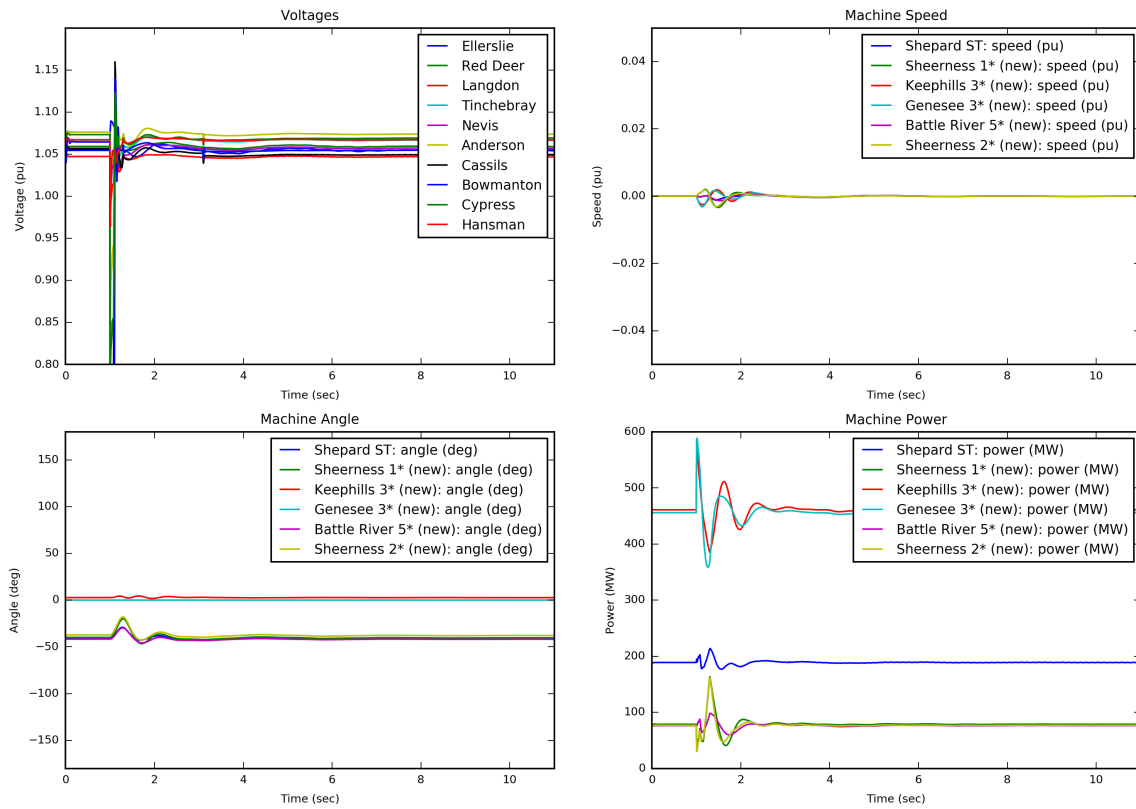 Voltages
1.15
1.10
1.05
1.00
0.95
0.90
0.85
0.80
Voltage (pu)
Ellerslie
Red Deer
Langdon
Tinchebray
Nevis
Anderson
Cassils
Bowmanton
Cypress
Hansman
0 2 4 6 8 10
Time (sec)
Machine Speed
0.04
0.02
0.00
−0.02
−0.04
Speed (pu)
Shepard ST: speed (pu)
Sheerness 1* (new): speed (pu)
Keephills 3* (new): speed (pu)
Genesee 3* (new): speed (pu)
Battle River 5* (new): speed (pu)
Sheerness 2* (new): speed (pu)
0 2 4 6 8 10
Time (sec)
Machine Angle
150
100
50
0
−50
−100
−150
Angle (deg)
Shepard ST: angle (deg)
Sheerness 1* (new): angle (deg)
Keephills 3* (new): angle (deg)
Genesee 3* (new): angle (deg)
Battle River 5* (new): angle (deg)
Sheerness 2* (new): angle (deg)
0 2 4 6 8 10
Time (sec)
Machine Power
600
500
400
300
200
100
0
Power (MW)
Shepard ST: power (MW)
Sheerness 1* (new): power (MW)
Keephills 3* (new): power (MW)
Genesee 3* (new): power (MW)
Battle River 5* (new): power (MW)
Sheerness 2* (new): power (MW)
0 2 4 6 8 10
Time (sec)